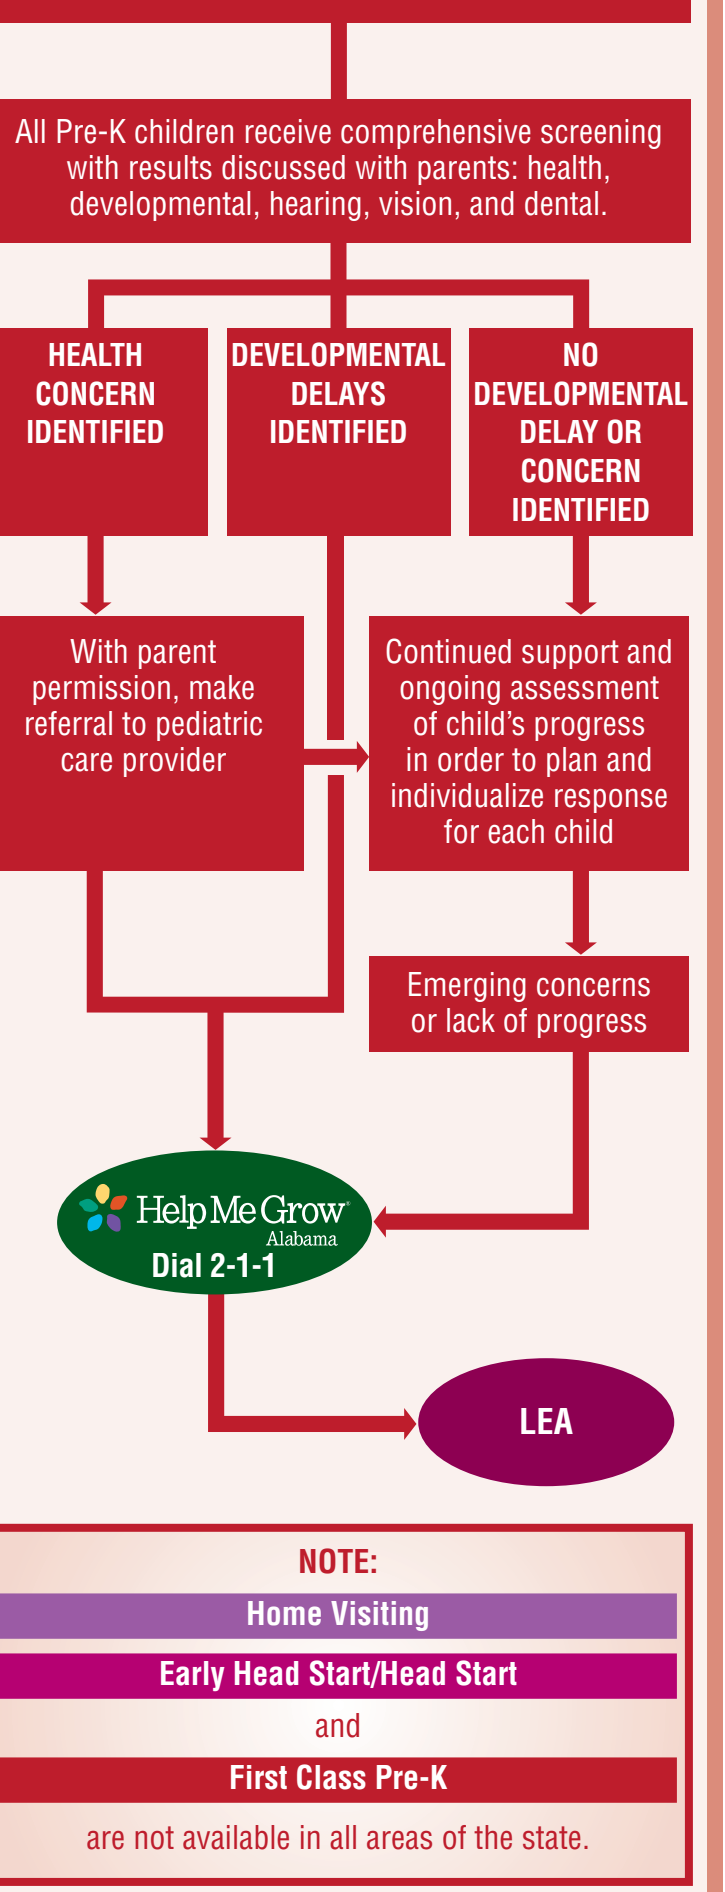 All Pre-K children receive comprehensive screening
with results discussed with parents: health,
developmental, hearing, vision, and dental.
HEALTH
CONCERN
IDENTIFIED
DEVELOPMENTAL
DELAYS
IDENTIFIED
NO
DEVELOPMENTAL
DELAY OR
CONCERN
IDENTIFIED
With parent
permission, make
referral to pediatric
care provider
Continued support and
ongoing assessment
of child’s progress
in order to plan and
individualize response
for each child
Emerging concerns
or lack of progress
Help Me Grow
Alabama
Dial 2-1-1
LEA
NOTE:
Home Visiting
Early Head Start/Head Start
and
First Class Pre-K
are not available in all areas of the state.